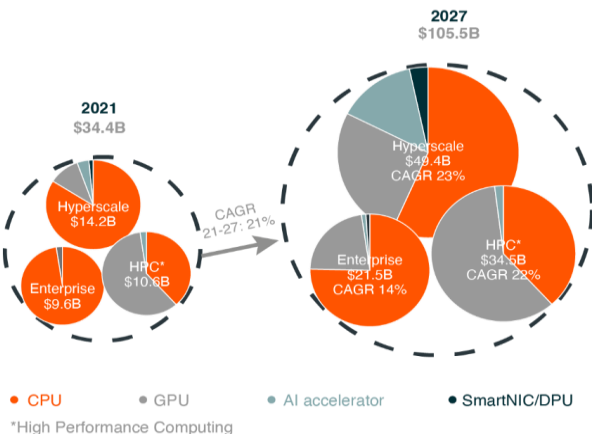 2027
$105.5B
2021
$34.4B
Hyperscale
$49.4B
CAGR 23%
Hyperscale
$14.2B
CAGR
21-27: 21%
HPC*
$10.6B
Enterprise
$9.6B
Enterprise
$21.5B
CAGR 14%
HPC*
$34.5B
CAGR 22%
CPU
GPU
AI accelerator
SmartNIC/DPU
*High Performance Computing